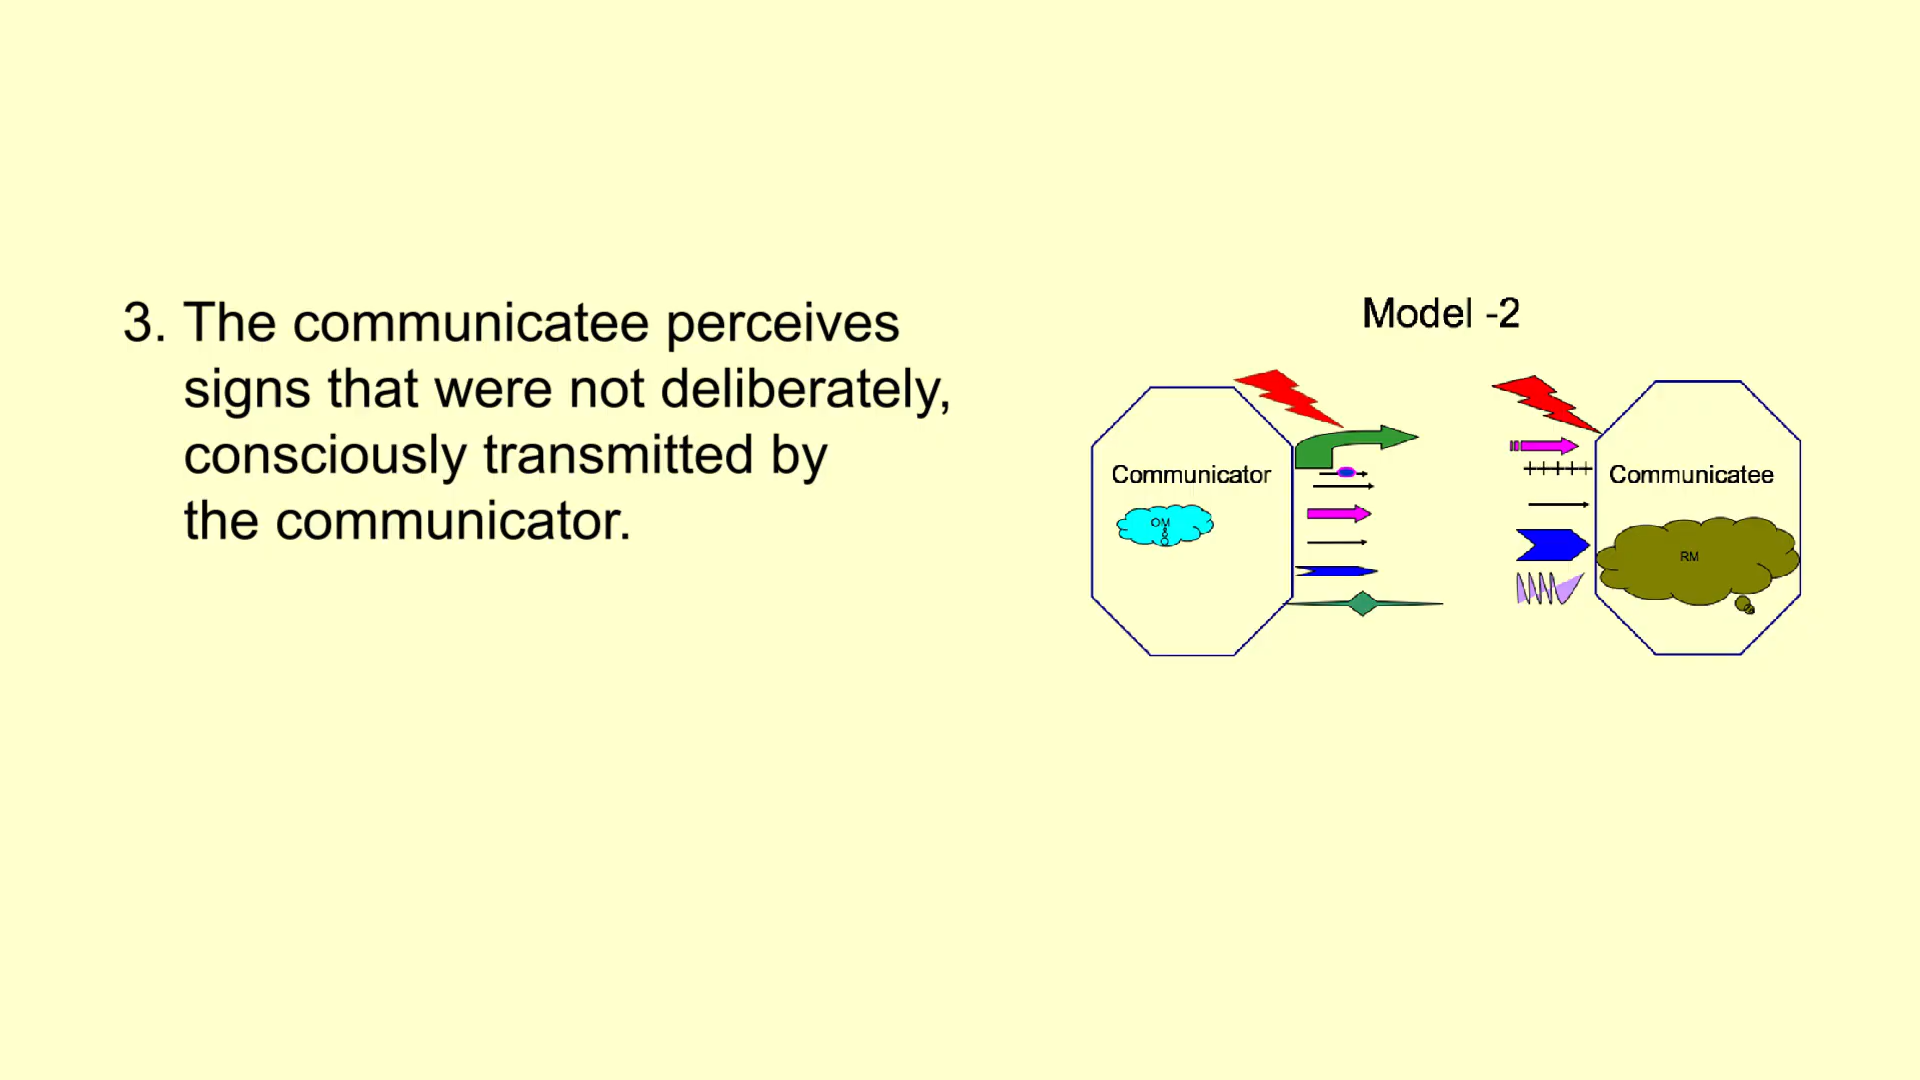 3. The communicatee perceives
signs that were not deliberately,
consciously transmitted by
the communicator.
Model -2
Communicator
OM
Communicatee
RM